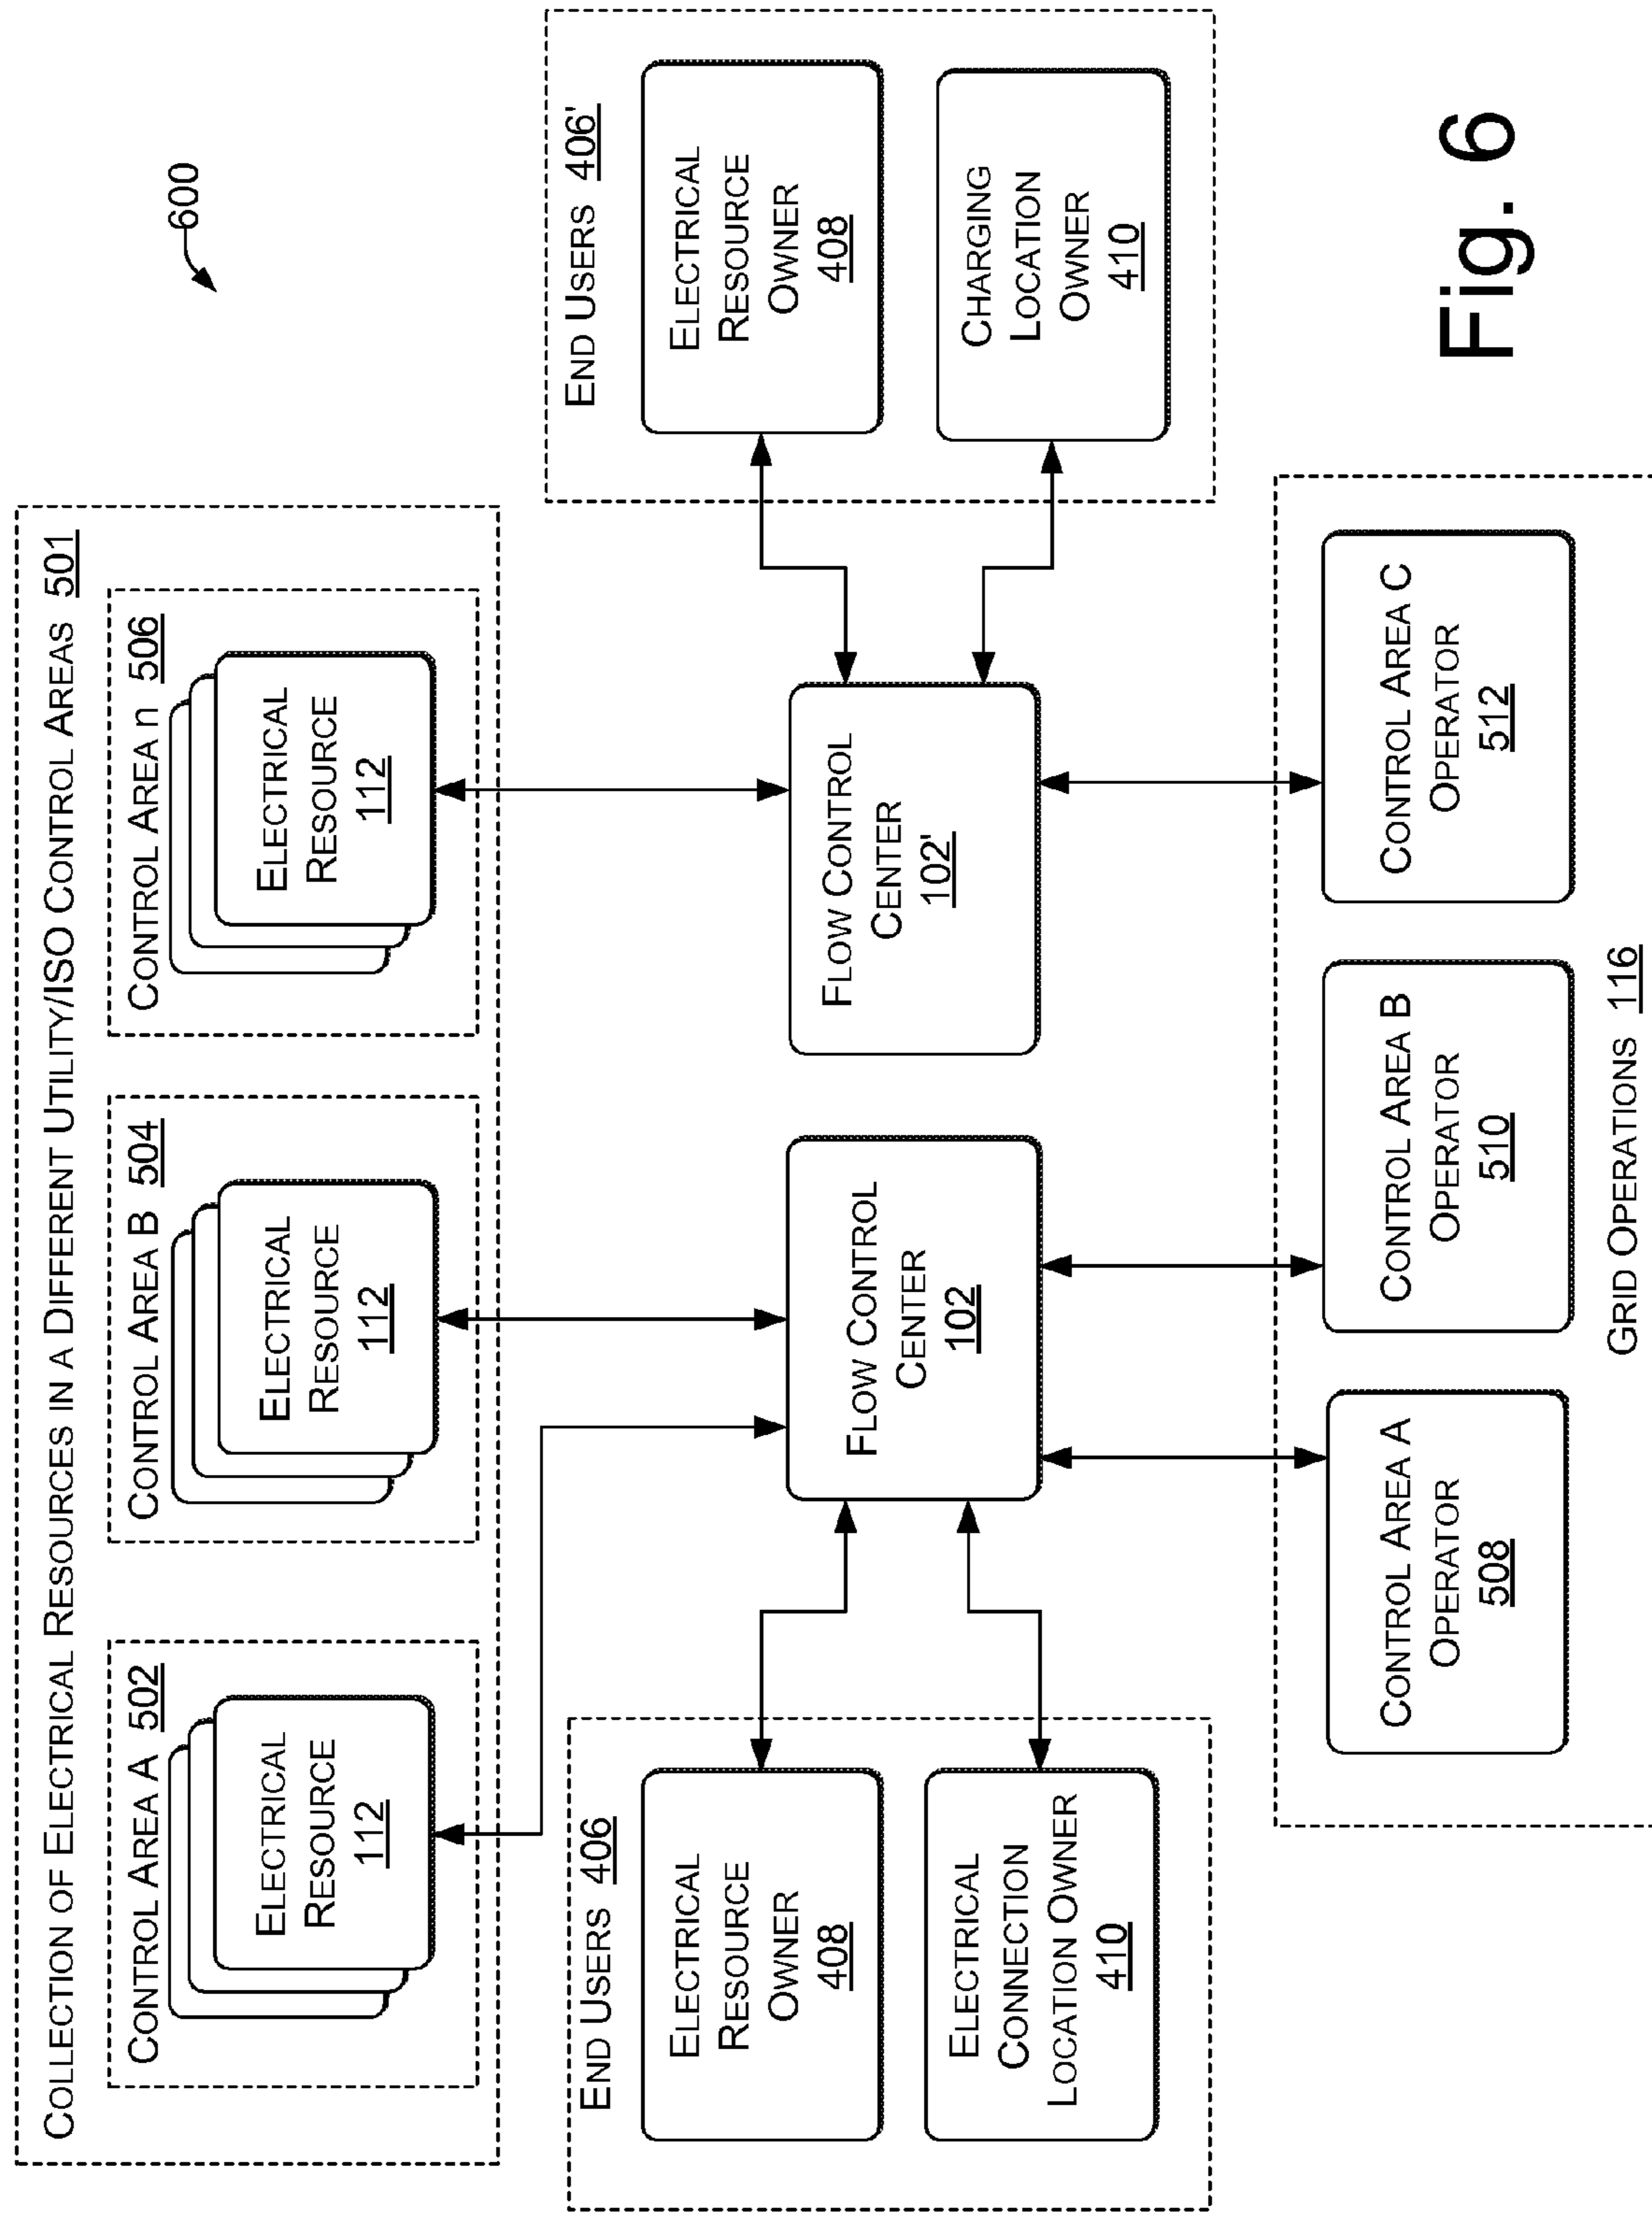 600
COLLECTION OF ELECTRICAL RESOURCES IN A DIFFERENT UTILITY/ISO CONTROL AREAS 501
CONTROL AREA A 502
ELECTRICAL
RESOURCE
112
CONTROL AREA B 504
ELECTRICAL
RESOURCE
112
CONTROL AREA n 506
ELECTRICAL
RESOURCE
112
END USERS 406
ELECTRICAL
RESOURCE
OWNER
408
ELECTRICAL
CONNECTION
LOCATION OWNER
410
FLOW CONTROL
CENTER
102
FLOW CONTROL
CENTER
102'
END USERS 406'
ELECTRICAL
RESOURCE
OWNER
408
CHARGING
LOCATION
OWNER
410
CONTROL AREA A
OPERATOR
508
CONTROL AREA B
OPERATOR
510
CONTROL AREA C
OPERATOR
512
GRID OPERATIONS 116
Fig. 6